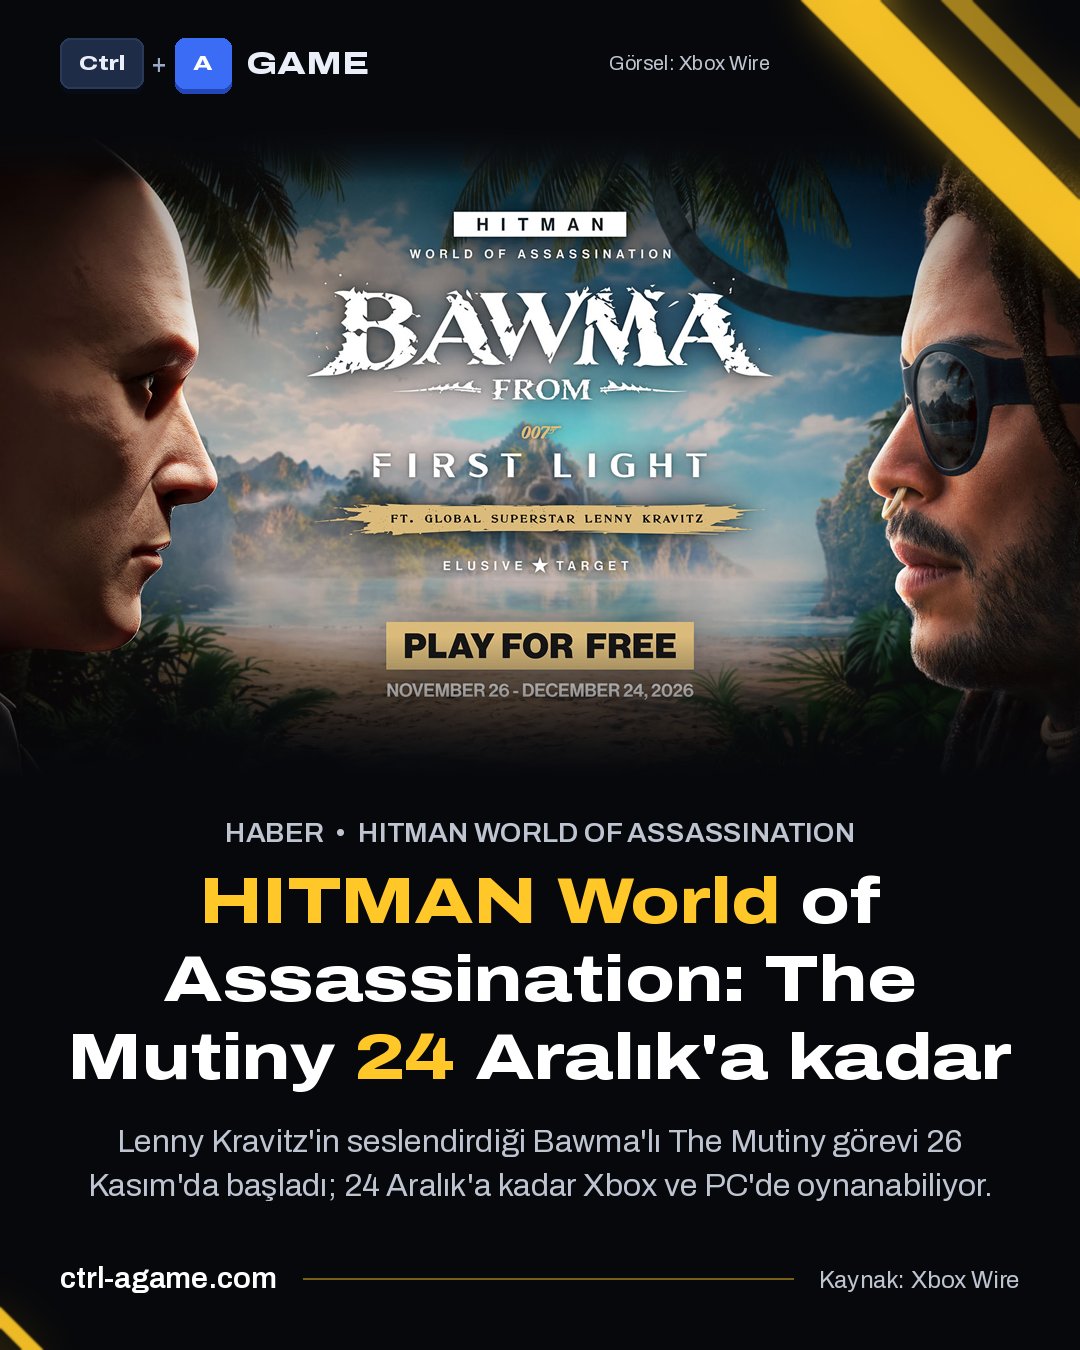 Ctrl + A GAME
Görsel: Xbox Wire
HITMAN
WORLD OF ASSASSINATION
BAWMA
FROM
007
FIRST LIGHT
FT. GLOBAL SUPERSTAR LENNY KRAVITZ
ELUSIVE ★ TARGET
PLAY FOR FREE
NOVEMBER 26 - DECEMBER 24, 2026
HABER • HITMAN WORLD OF ASSASSINATION
HITMAN World of
Assassination: The
Mutiny 24 Aralık'a kadar
Lenny Kravitz'in seslendirdiği Bawma'lı The Mutiny görevi 26
Kasım'da başladı; 24 Aralık'a kadar Xbox ve PC'de oynanabiliyor.
ctrl-agame.com
Kaynak: Xbox Wire